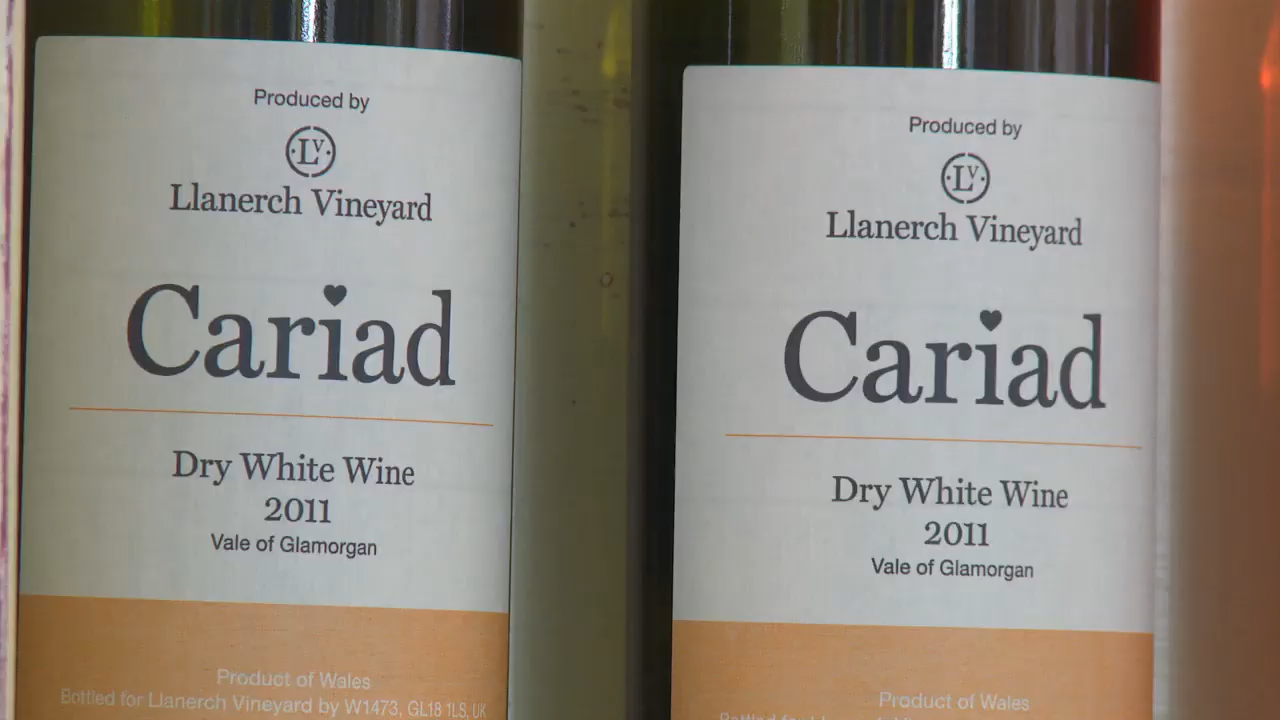 Produced by
LV
Llanerch Vineyard
Cariad
Dry White Wine
2011
Vale of Glamorgan
Product of Wales
Bottled for Llanerch Vineyard by W1473, GL18 1LS, UK
Produced by
LV
Llanerch Vineyard
Cariad
Dry White Wine
2011
Vale of Glamorgan
Product of Wales